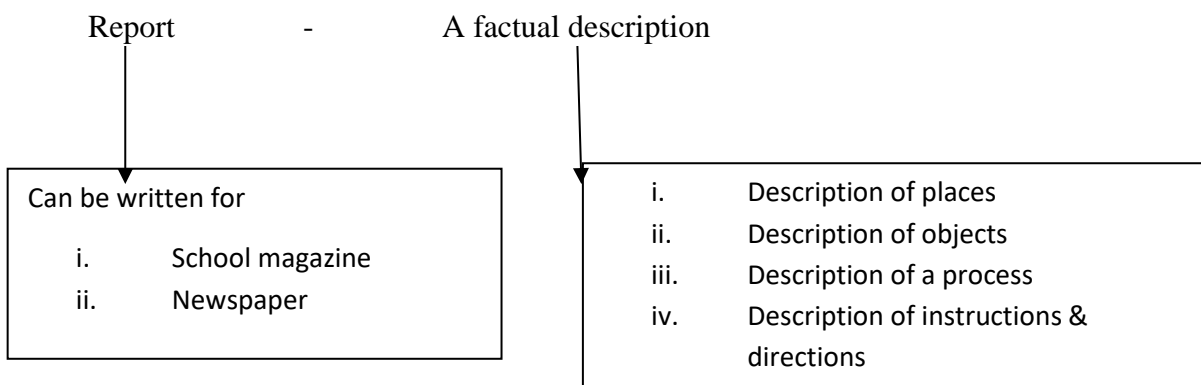 Report - A factual description
Can be written for
i. School magazine
ii. Newspaper
i. Description of places
ii. Description of objects
iii. Description of a process
iv. Description of instructions &
directions